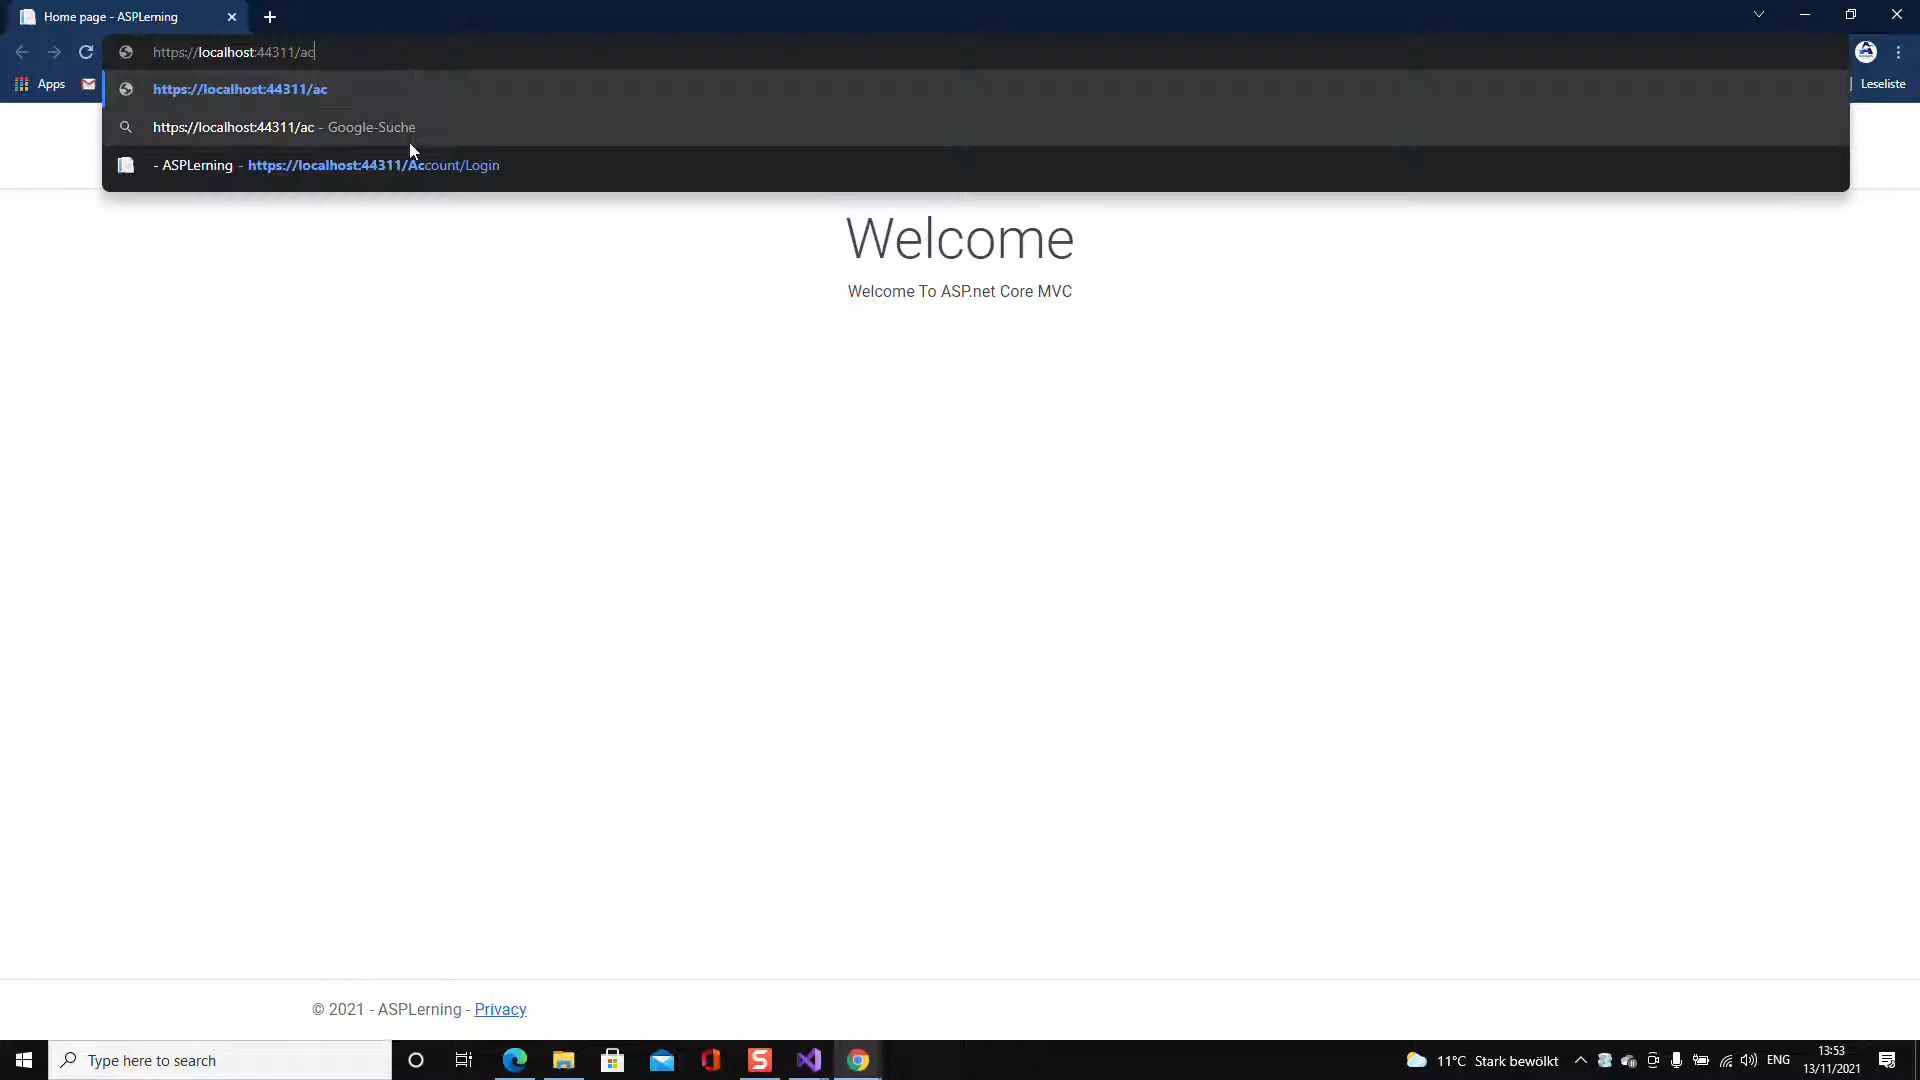 Home page - ASPLerning
https://localhost:44311/ac
https://localhost:44311/ac
Apps
Leseliste
https://localhost:44311/ac - Google-Suche
- ASPLerning - https://localhost:44311/Account/Login
Welcome
Welcome To ASP.net Core MVC
© 2021 - ASPLerning - Privacy
Type here to search
11°C Stark bewölkt
ENG
13:53
13/11/2021